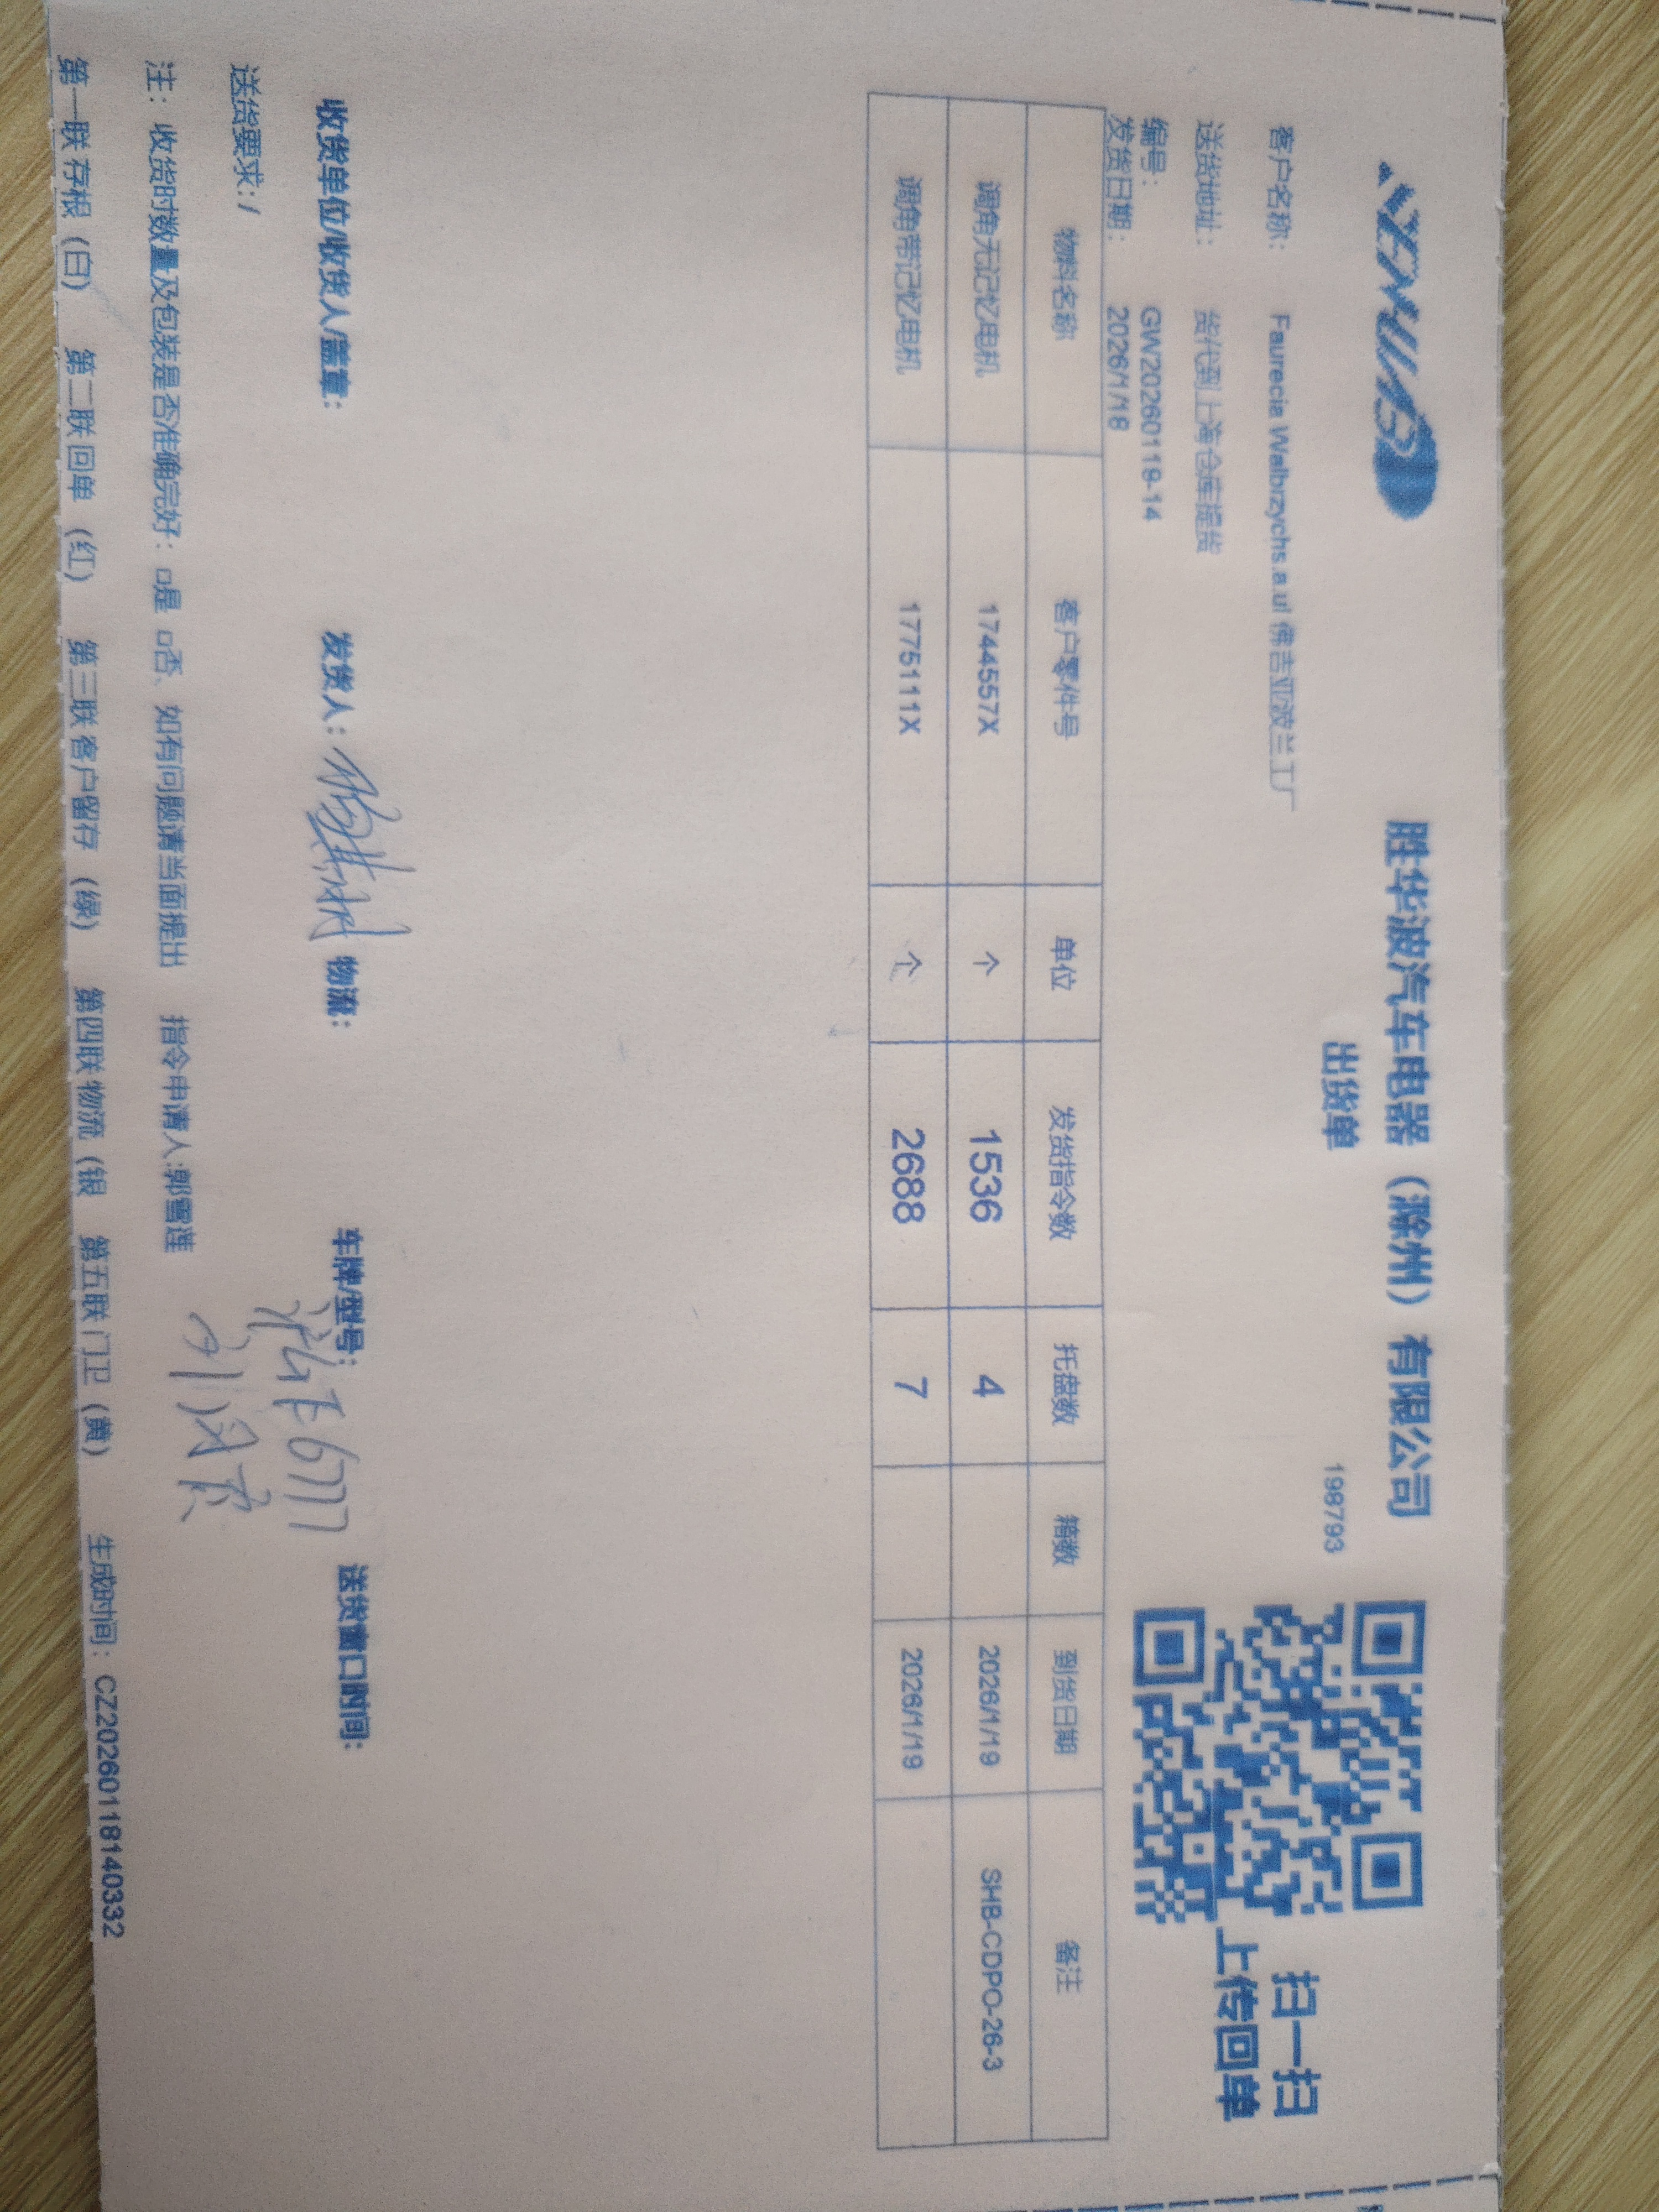 SENHUA
胜华波汽车电器（滁州）有限公司
出货单
198793
扫一扫
上传回单
客户名称： Faurecia Walbrzychs.a.ul 佛吉亚波兰工厂
送货地址： 货代到上海仓库提货
编号： GW20260119-14
发货日期： 2026/1/18
物料名称 客户零件号 单位 发货指令数 托盘数 箱数 到货日期 备注
调角无记忆电机 1744557X 个 1536 4 2026/1/19 SHB-CDPO-26-3
调角带记忆电机 1775111X 个 2688 7 2026/1/19
收货单位/收货人/盖章： 发货人： 物流： 车牌/型号： 送货窗口时间：
E6777
送货要求：/
注：收货时数量及包装是否准确完好：□是 □否、如有问题请当面提出 指令申请人:郭雪莲
第一联存根（白） 第二联回单（红） 第三联客户留存（绿） 第四联物流（银 第五联门卫（黄） 生成时间：CZ20260118140332